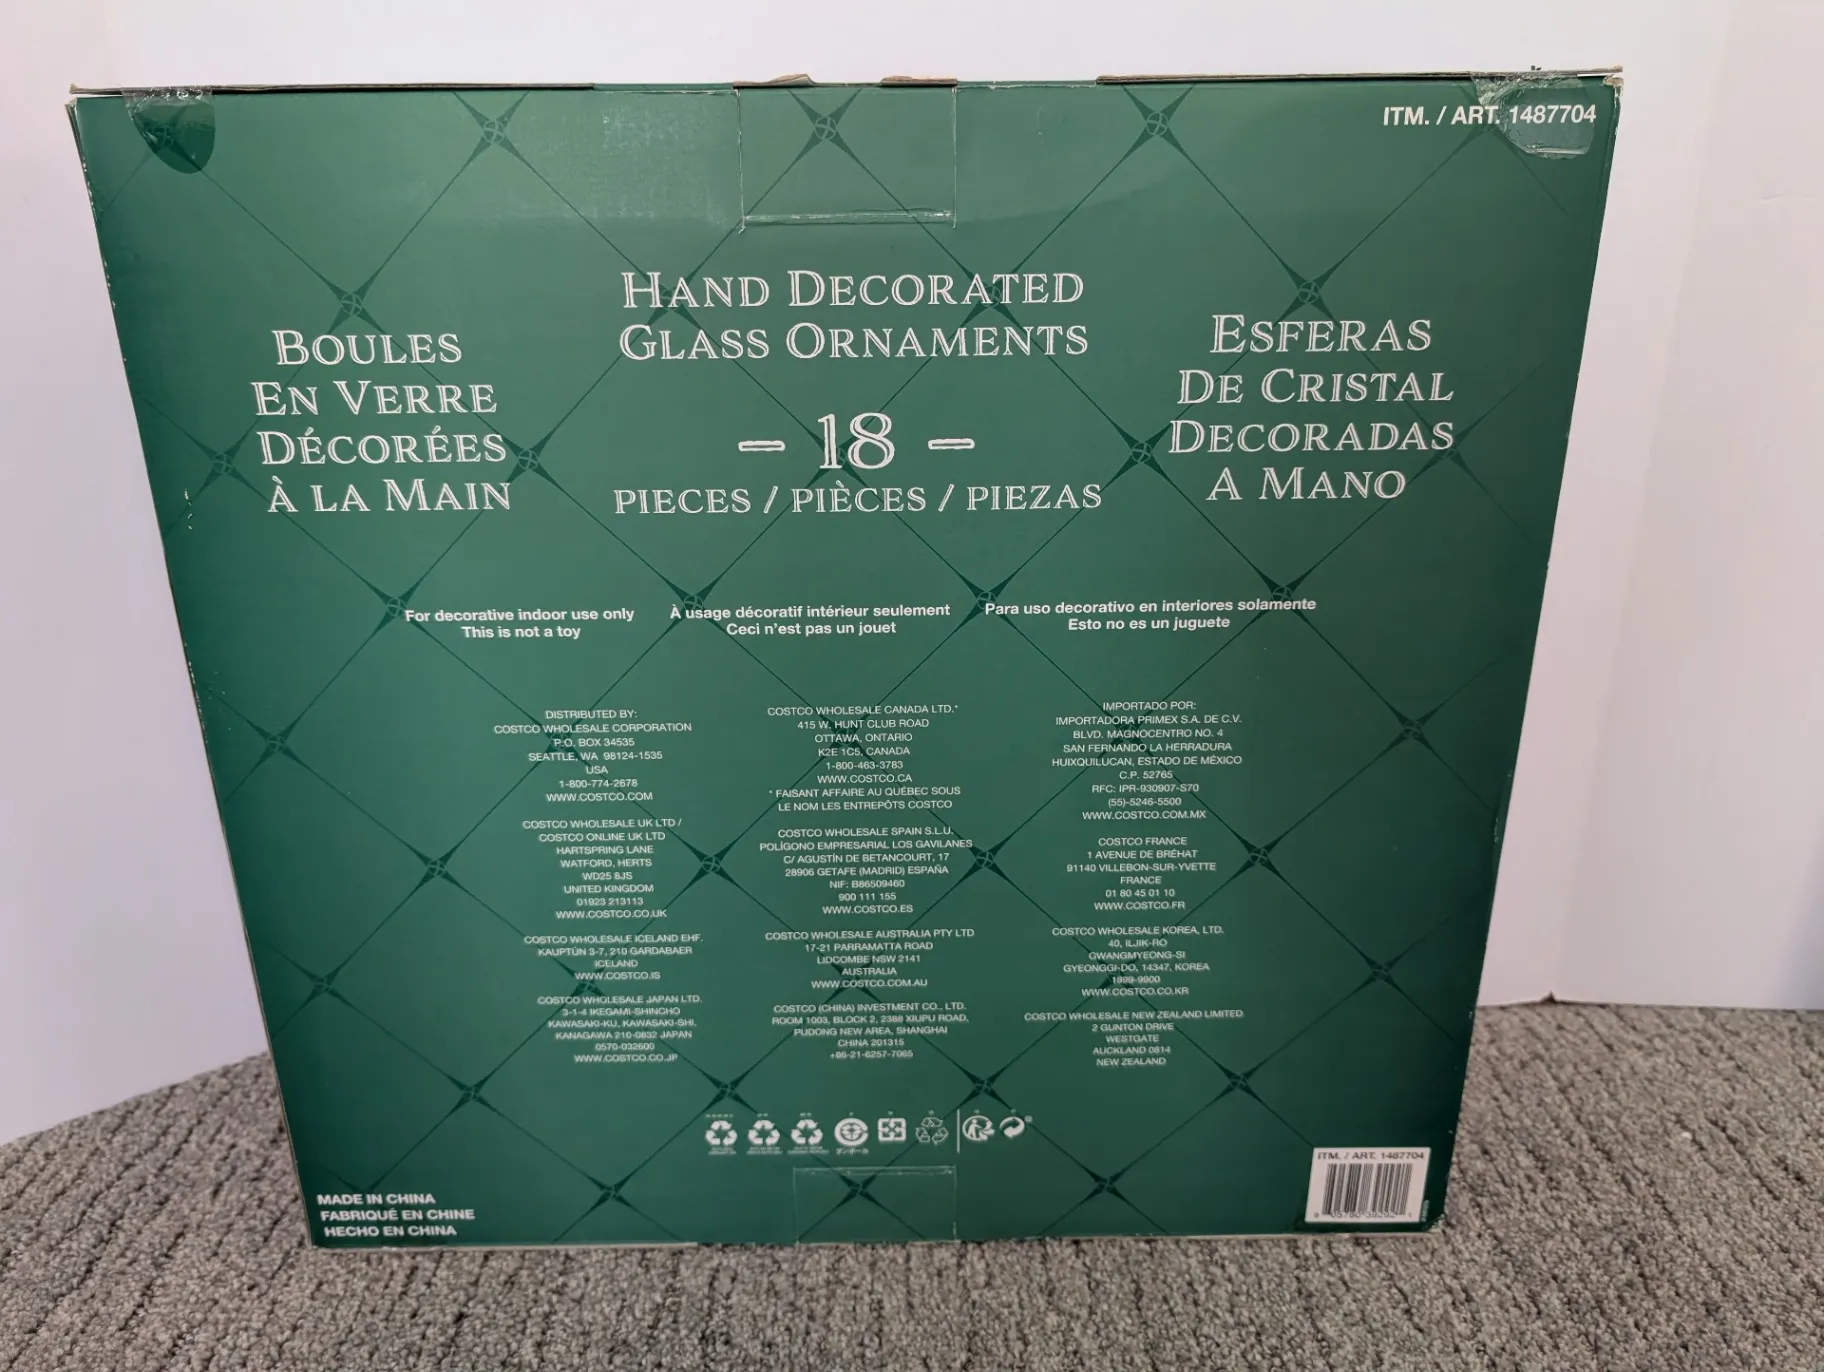 ITM. / ART. 1487704
HAND DECORATED
GLASS ORNAMENTS
– 18 –
PIECES / PIÈCES / PIEZAS
BOULES
EN VERRE
DÉCORÉES
À LA MAIN
ESFERAS
DE CRISTAL
DECORADAS
A MANO
For decorative indoor use only
This is not a toy
À usage décoratif intérieur seulement
Ceci n'est pas un jouet
Para uso decorativo en interiores solamente
Esto no es un juguete
DISTRIBUTED BY:
COSTCO WHOLESALE CORPORATION
P.O. BOX 34535
SEATTLE, WA 98124-1535
USA
1-800-774-2678
WWW.COSTCO.COM
COSTCO WHOLESALE UK LTD /
COSTCO ONLINE UK LTD
HARTSPRING LANE
WATFORD, HERTS
WD25 8JS
UNITED KINGDOM
01923 213113
WWW.COSTCO.CO.UK
COSTCO WHOLESALE ICELAND EHF.
KAUPTÚN 3-7, 210 GARDABAER
ICELAND
WWW.COSTCO.IS
COSTCO WHOLESALE JAPAN LTD.
3-1-4 IKEGAMI-SHINCHO
KAWASAKI-KU, KAWASAKI-SHI,
KANAGAWA 210-0832 JAPAN
0570-032600
WWW.COSTCO.CO.JP
COSTCO WHOLESALE CANADA LTD.*
415 W. HUNT CLUB ROAD
OTTAWA, ONTARIO
K2E 1C5, CANADA
1-800-463-3783
WWW.COSTCO.CA
* FAISANT AFFAIRE AU QUÉBEC SOUS
LE NOM LES ENTREPÔTS COSTCO
COSTCO WHOLESALE SPAIN S.L.U.
POLÍGONO EMPRESARIAL LOS GAVILANES
C/ AGUSTÍN DE BETANCOURT, 17
28906 GETAFE (MADRID) ESPAÑA
NIF: B86509460
900 111 155
WWW.COSTCO.ES
COSTCO WHOLESALE AUSTRALIA PTY LTD
17-21 PARRAMATTA ROAD
LIDCOMBE NSW 2141
AUSTRALIA
WWW.COSTCO.COM.AU
COSTCO (CHINA) INVESTMENT CO., LTD.
ROOM 1003, BLOCK 2, 2388 XIUPU ROAD,
PUDONG NEW AREA, SHANGHAI
CHINA 201315
+86-21-6257-7065
IMPORTADO POR:
IMPORTADORA PRIMEX S.A. DE C.V.
BLVD. MAGNOCENTRO NO. 4
SAN FERNANDO LA HERRADURA
HUIXQUILUCAN, ESTADO DE MÉXICO
C.P. 52765
RFC: IPR-930907-S70
(55)-5246-5500
WWW.COSTCO.COM.MX
COSTCO FRANCE
1 AVENUE DE BRÉHAT
91140 VILLEBON-SUR-YVETTE
FRANCE
01 80 45 01 10
WWW.COSTCO.FR
COSTCO WHOLESALE KOREA, LTD.
40, ILJIK-RO
GWANGMYEONG-SI
GYEONGGI-DO, 14347, KOREA
1899-9900
WWW.COSTCO.CO.KR
COSTCO WHOLESALE NEW ZEALAND LIMITED
2 GUNTON DRIVE
WESTGATE
AUCKLAND 0814
NEW ZEALAND
ダンボール
MADE IN CHINA
FABRIQUÉ EN CHINE
HECHO EN CHINA
ITM. / ART. 1487704